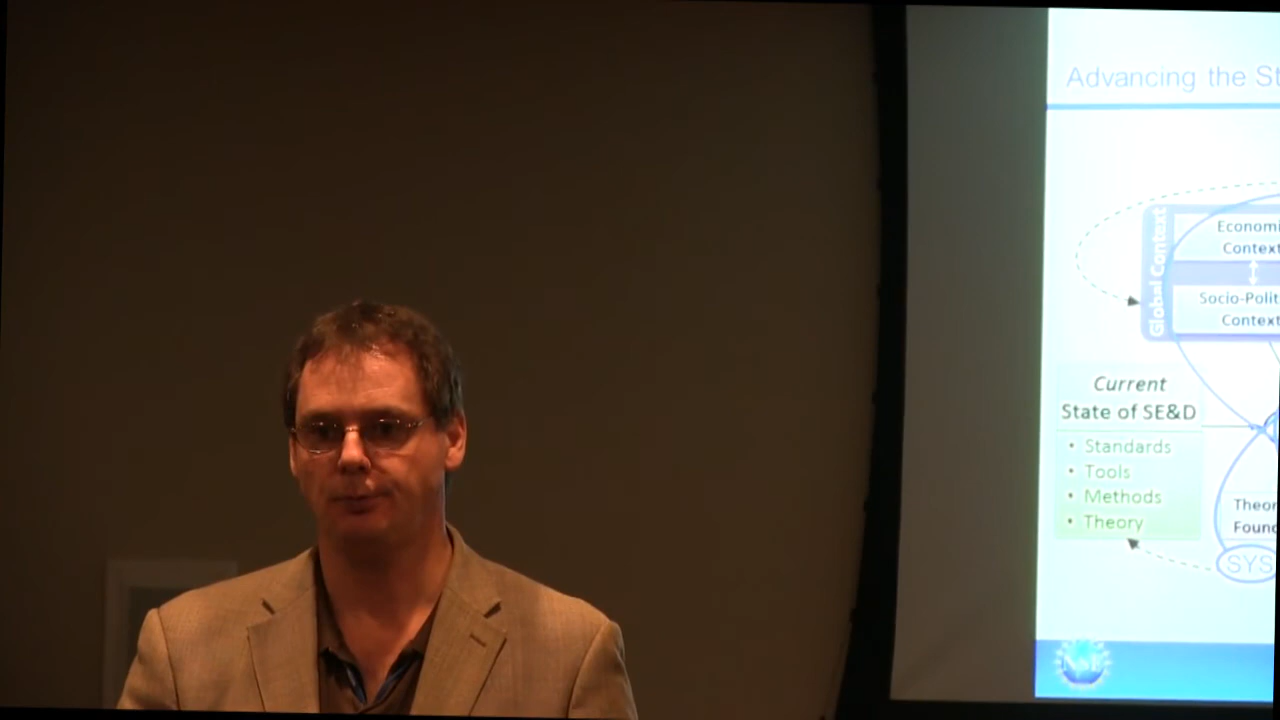 Advancing the St
Global Context
Economi
Context
Socio-Polit
Context
Current
State of SE&D
• Standards
• Tools
• Methods
• Theory
Theor
Found
SYS
NSF